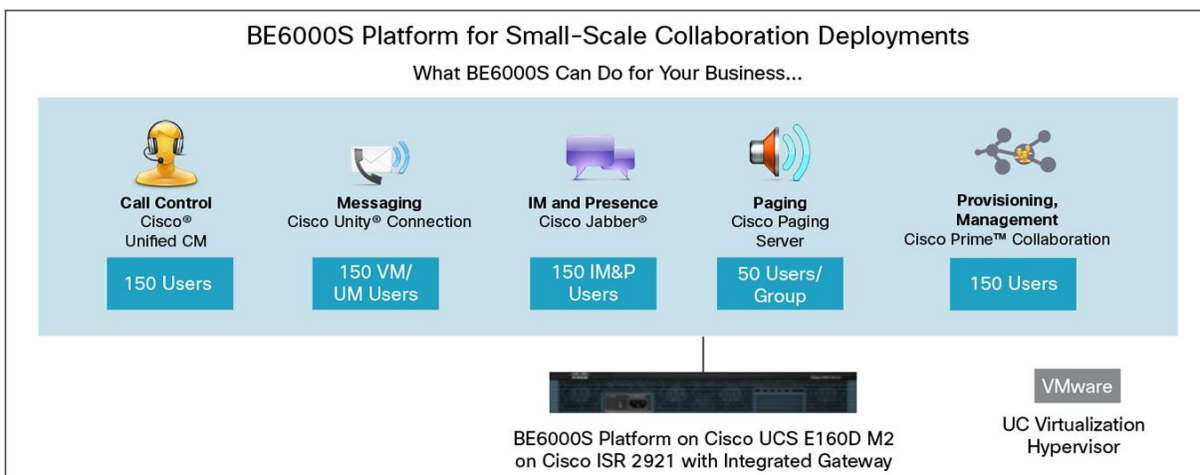 BE6000S Platform for Small-Scale Collaboration Deployments
What BE6000S Can Do for Your Business...
Call Control
Cisco®
Unified CM
150 Users
Messaging
Cisco Unity® Connection
150 VM/
UM Users
IM and Presence
Cisco Jabber®
150 IM&P
Users
Paging
Cisco Paging
Server
50 Users/
Group
Provisioning,
Management
Cisco Prime™ Collaboration
150 Users
BE6000S Platform on Cisco UCS E160D M2
on Cisco ISR 2921 with Integrated Gateway
VMware
UC Virtualization
Hypervisor